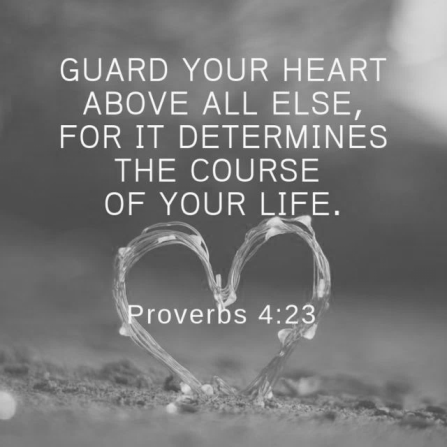 GUARD YOUR HEART
ABOVE ALL ELSE,
FOR IT DETERMINES
THE COURSE
OF YOUR LIFE.
Proverbs 4:23